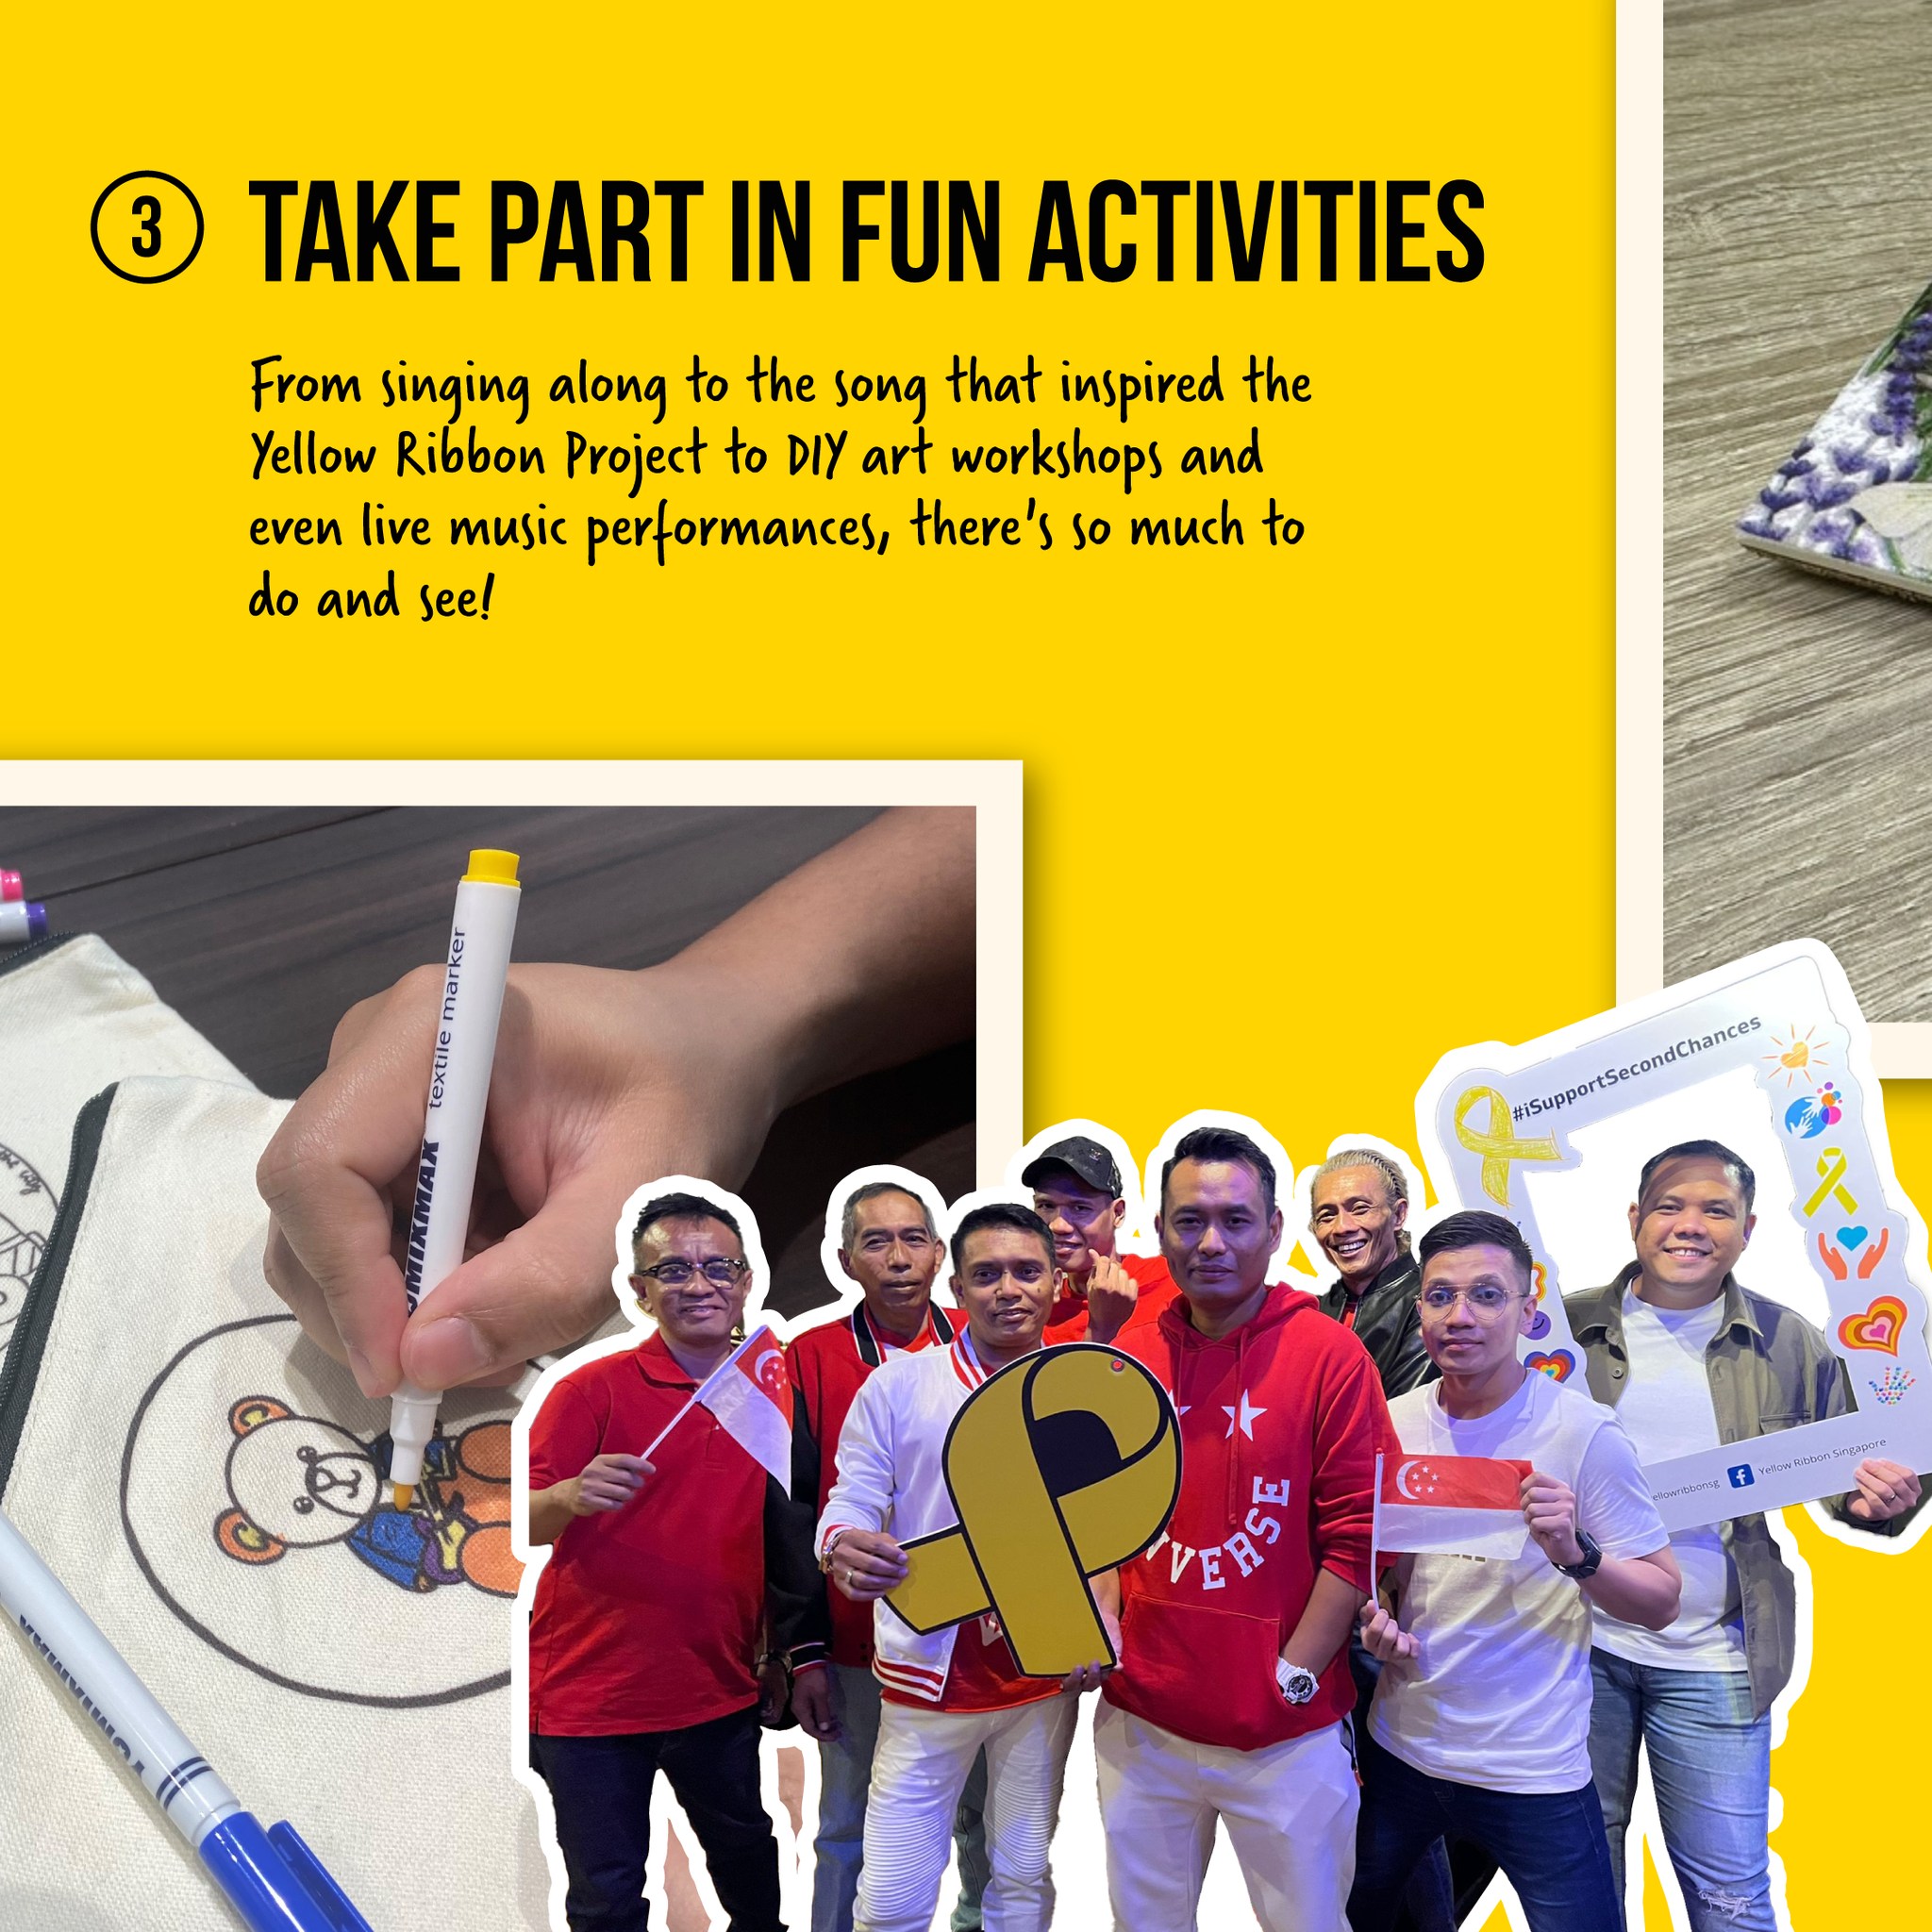 3 TAKE PART IN FUN ACTIVITIES
From singing along to the song that inspired the
Yellow Ribbon Project to DIY art workshops and
even live music performances, there's so much to
do and see!
textile marker
#iSupportSecondChances
Yellow Ribbon Singapore